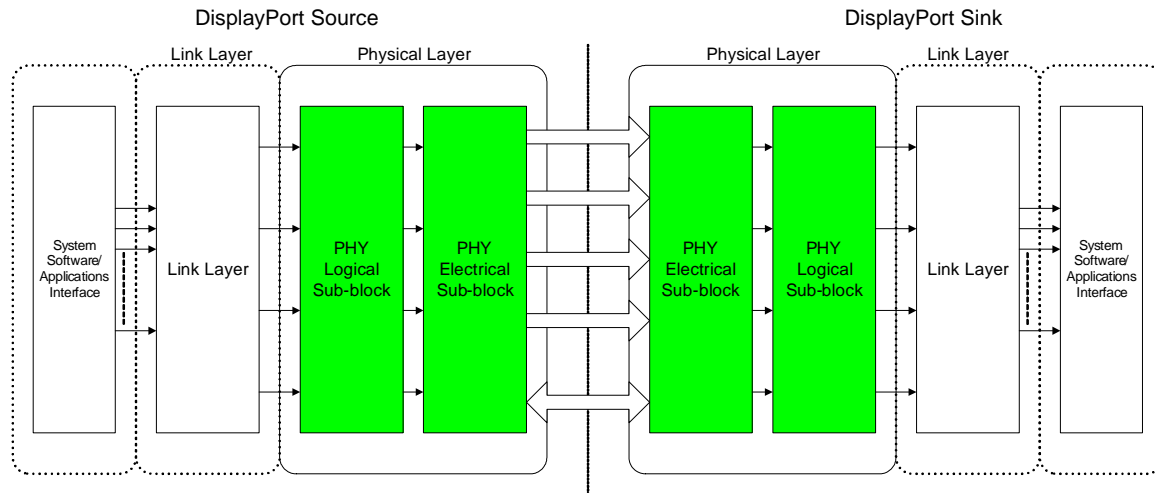 DisplayPort Source
DisplayPort Sink
Link Layer
Physical Layer
Physical Layer
Link Layer
System
Software/
Applications
Interface
Link Layer
PHY
Logical
Sub-block
PHY
Electrical
Sub-block
PHY
Electrical
Sub-block
PHY
Logical
Sub-block
Link Layer
System
Software/
Applications
Interface